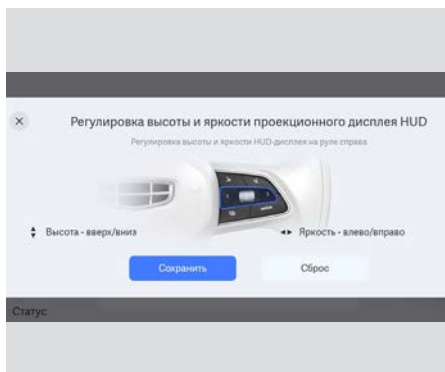 Регулировка высоты и яркости проекционного дисплея HUD
Регулировка высоты и яркости HUD-дисплея на руле справа
Высота - вверх/вниз
Яркость - влево/вправо
Сохранить
Сброс
Статус